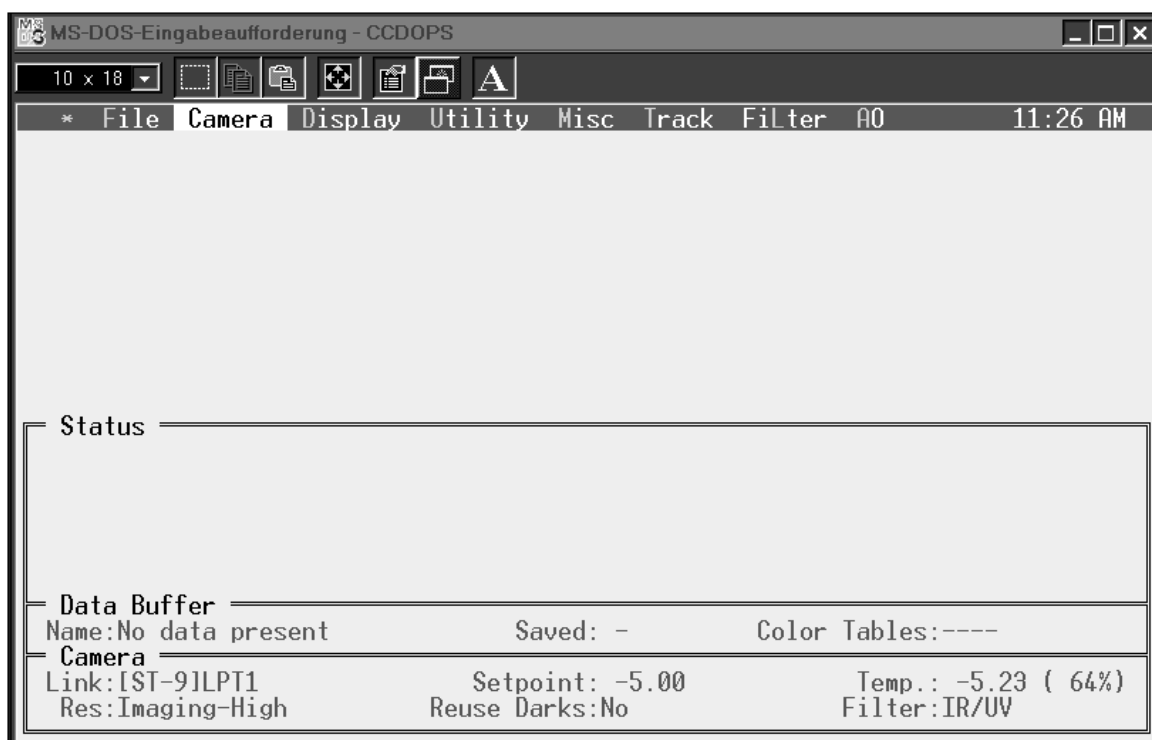 MS-DOS-Eingabeaufforderung - CCDOPS
10 x 18 A
* File Camera Display Utility Misc Track FiLter AO 11:26 AM
Status
Data Buffer
Name:No data present Saved: - Color Tables:----
Camera
Link:[ST-9]LPT1 Setpoint: -5.00 Temp.: -5.23 ( 64%)
Res:Imaging-High Reuse Darks:No Filter:IR/UV